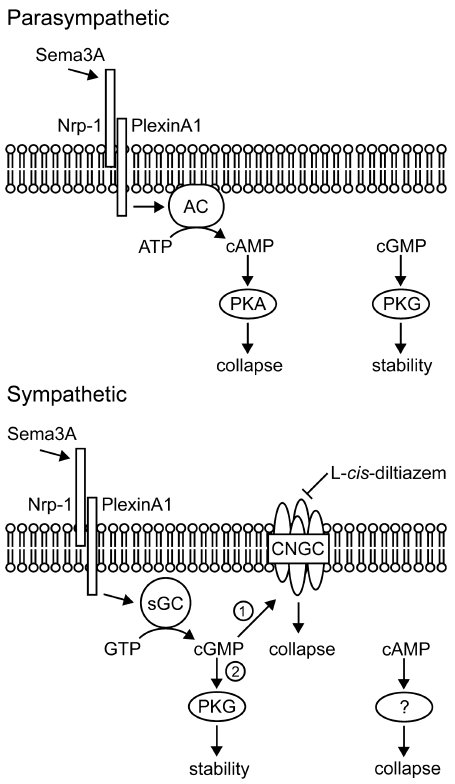 Parasympathetic
Sema3A
Nrp-1 PlexinA1
AC
ATP cAMP cGMP
PKA PKG
collapse stability
Sympathetic
Sema3A
L-cis-diltiazem
Nrp-1 PlexinA1
CNGC
sGC
1
GTP cGMP collapse cAMP
2
PKG ?
stability collapse